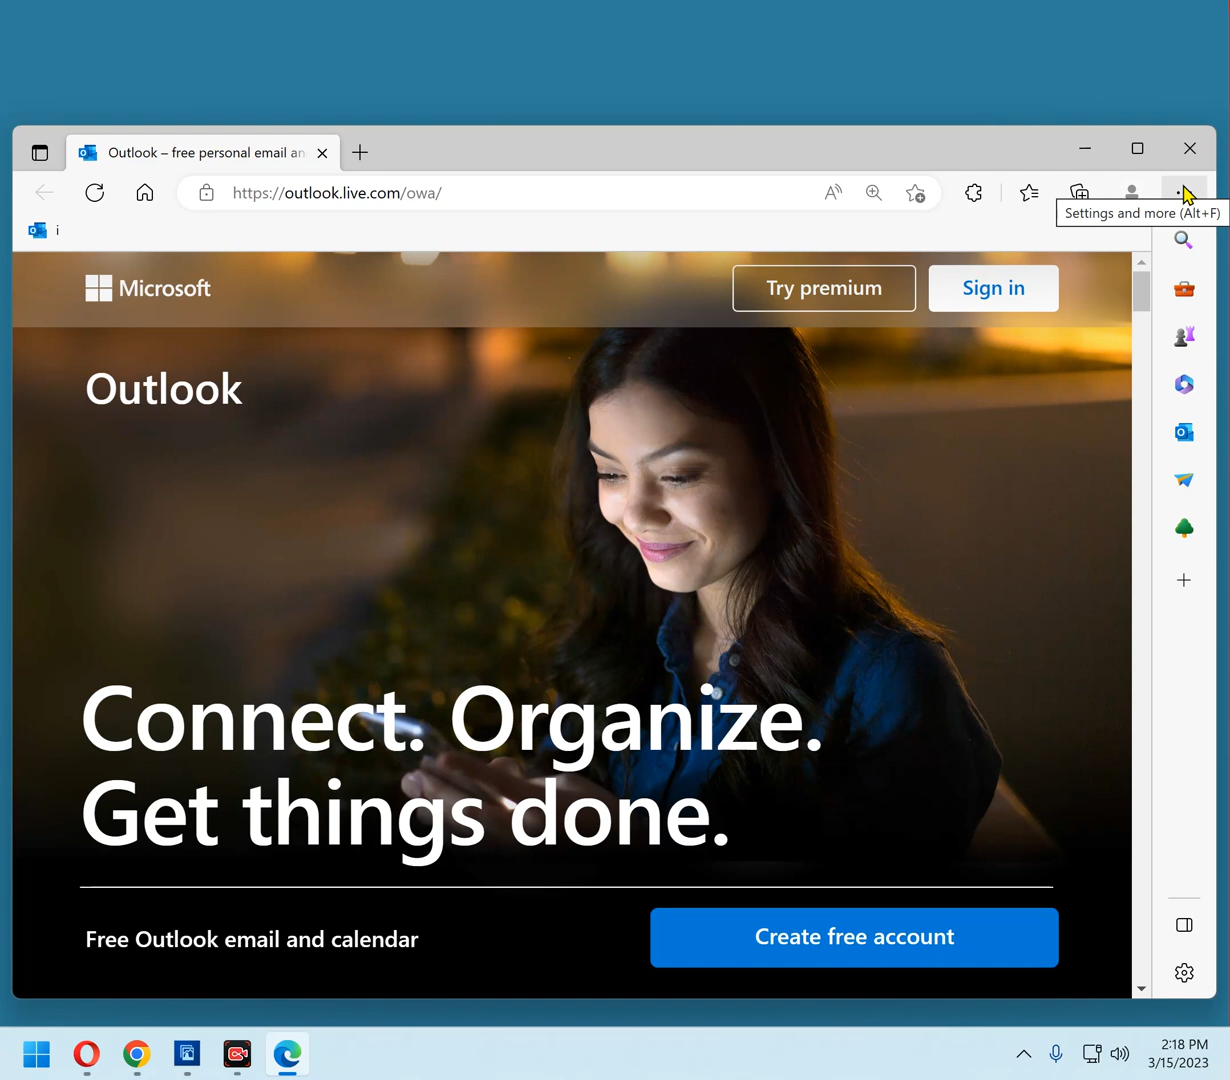 Outlook – free personal email an
https://outlook.live.com/owa/
Settings and more (Alt+F)
i
Microsoft
Try premium
Sign in
Outlook
Connect. Organize.
Get things done.
Free Outlook email and calendar
Create free account
2:18 PM
3/15/2023